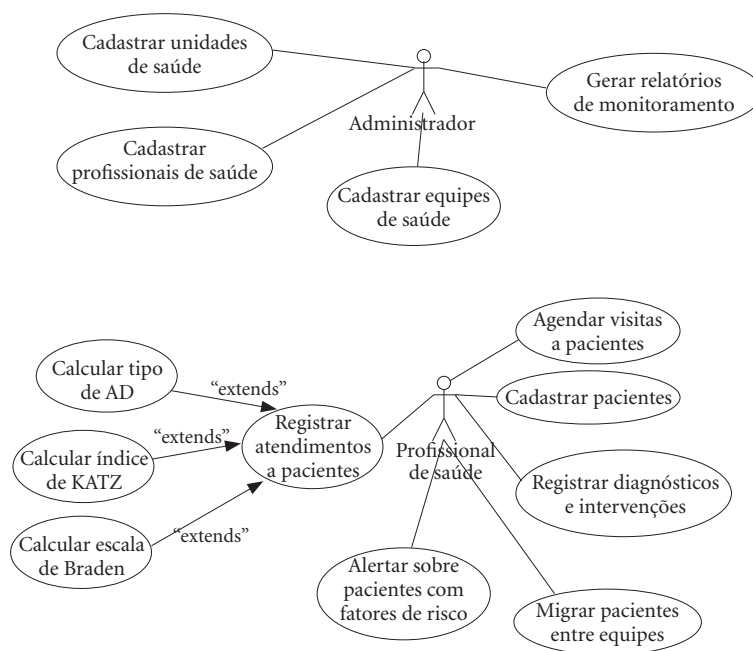 Cadastrar unidades
de saúde
Gerar relatórios
de monitoramento
Administrador
Cadastrar
profissionais de saúde
Cadastrar equipes
de saúde
Agendar visitas
a pacientes
Calcular tipo
de AD
"extends"
Cadastrar pacientes
Registrar
atendimentos
a pacientes
"extends"
Profissional
de saúde
Calcular índice
de KATZ
Registrar diagnósticos
e intervenções
Calcular escala
de Braden
"extends"
Alertar sobre
pacientes com
fatores de risco
Migrar pacientes
entre equipes